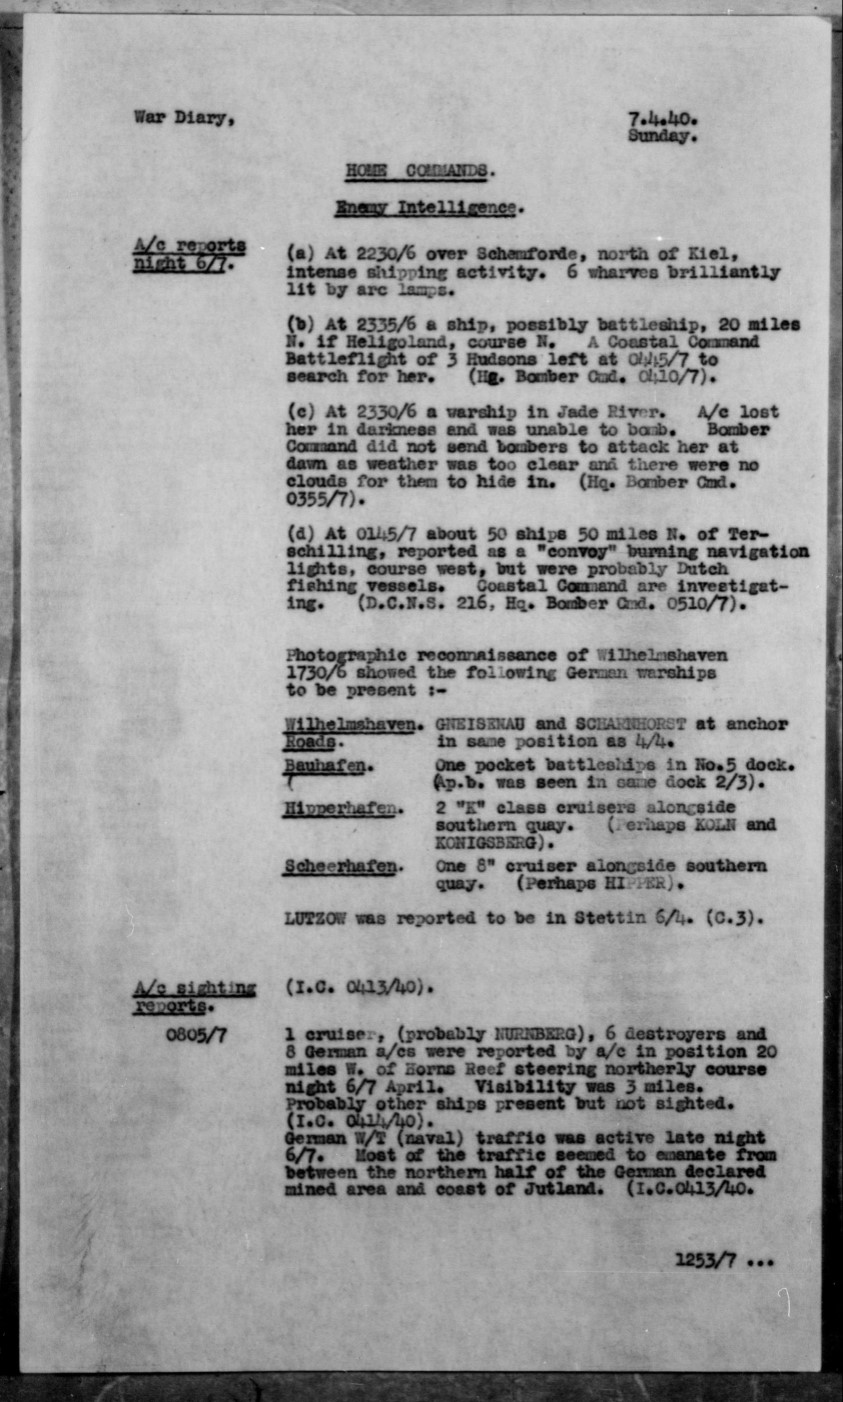 War Diary,
7.4.40.
Sunday.
HOME COMMANDS.
Enemy Intelligence.
A/c reports
night 6/7.
(a) At 2230/6 over Schemforde, north of Kiel,
intense shipping activity. 6 wharves brilliantly
lit by arc lamps.
(b) At 2335/6 a ship, possibly battleship, 20 miles
N. if Heligoland, course N. A Coastal Command
Battleflight of 3 Hudsons left at 0445/7 to
search for her. (Hq. Bomber Cmd. 0410/7).
(c) At 2330/6 a warship in Jade River. A/c lost
her in darkness and was unable to bomb. Bomber
Command did not send bombers to attack her at
dawn as weather was too clear and there were no
clouds for them to hide in. (Hq. Bomber Cmd.
0355/7).
(d) At 0145/7 about 50 ships 50 miles N. of Ter-
schilling, reported as a "convoy" burning navigation
lights, course west, but were probably Dutch
fishing vessels. Coastal Command are investigat-
ing. (D.C.N.S. 216, Hq. Bomber Cmd. 0510/7).
Photographic reconnaissance of Wilhelmshaven
1730/6 showed the following German warships
to be present :-
Wilhelmshaven. GNEISENAU and SCHARNHORST at anchor
Roads. in same position as 4/4.
Bauhafen. One pocket battleships in No.5 dock.
(Ap.b. was seen in same dock 2/3).
Hipperhafen. 2 "K" class cruisers alongside
southern quay. (Perhaps KOLN and
KONIGSBERG).
Scheerhafen. One 8" cruiser alongside southern
quay. (Perhaps HIPPER).
LUTZOW was reported to be in Stettin 6/4. (C.3).
A/c sighting
reports.
(I.C. 0413/40).
0805/7
1 cruiser, (probably NURNBERG), 6 destroyers and
8 German a/cs were reported by a/c in position 20
miles W. of Horns Reef steering northerly course
night 6/7 April. Visibility was 3 miles.
Probably other ships present but not sighted.
(I.C. 0414/40).
German W/T (naval) traffic was active late night
6/7. Most of the traffic seemed to emanate from
between the northern half of the German declared
mined area and coast of Jutland. (I.C.0413/40.
1253/7 ...